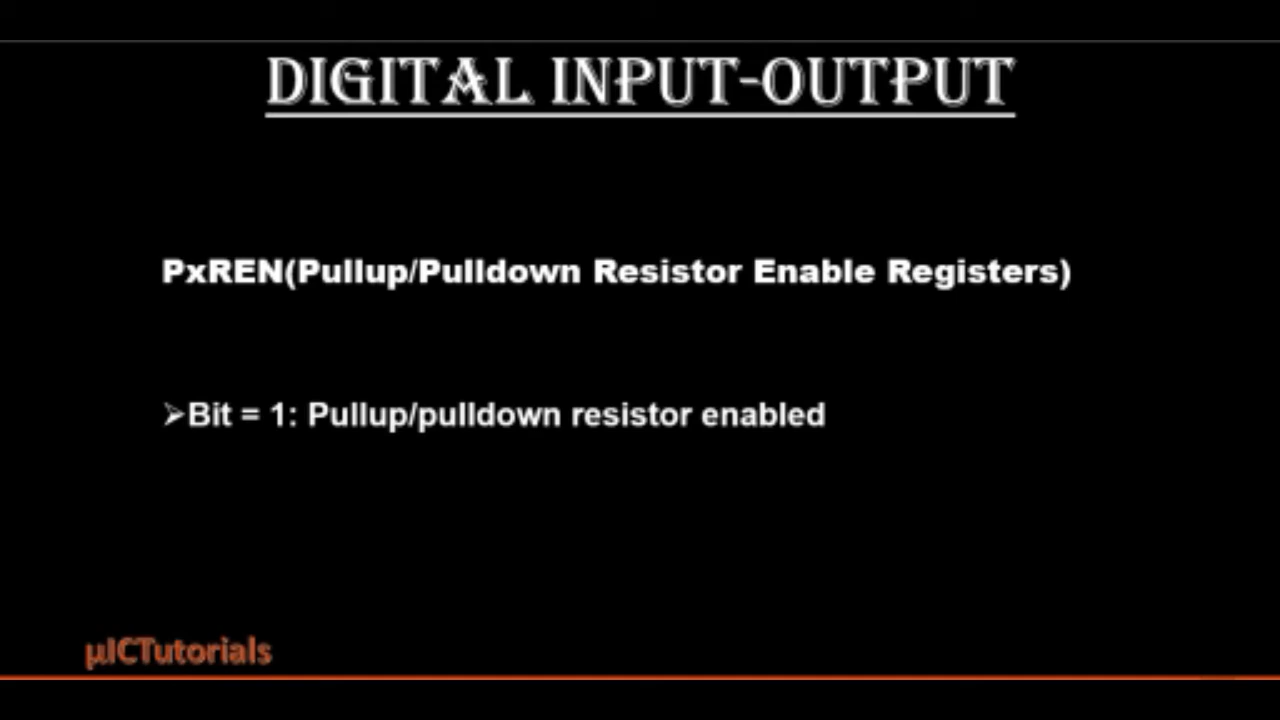 DIGITAL INPUT-OUTPUT
PxREN(Pullup/Pulldown Resistor Enable Registers)
➢Bit = 1: Pullup/pulldown resistor enabled
µICTutorials